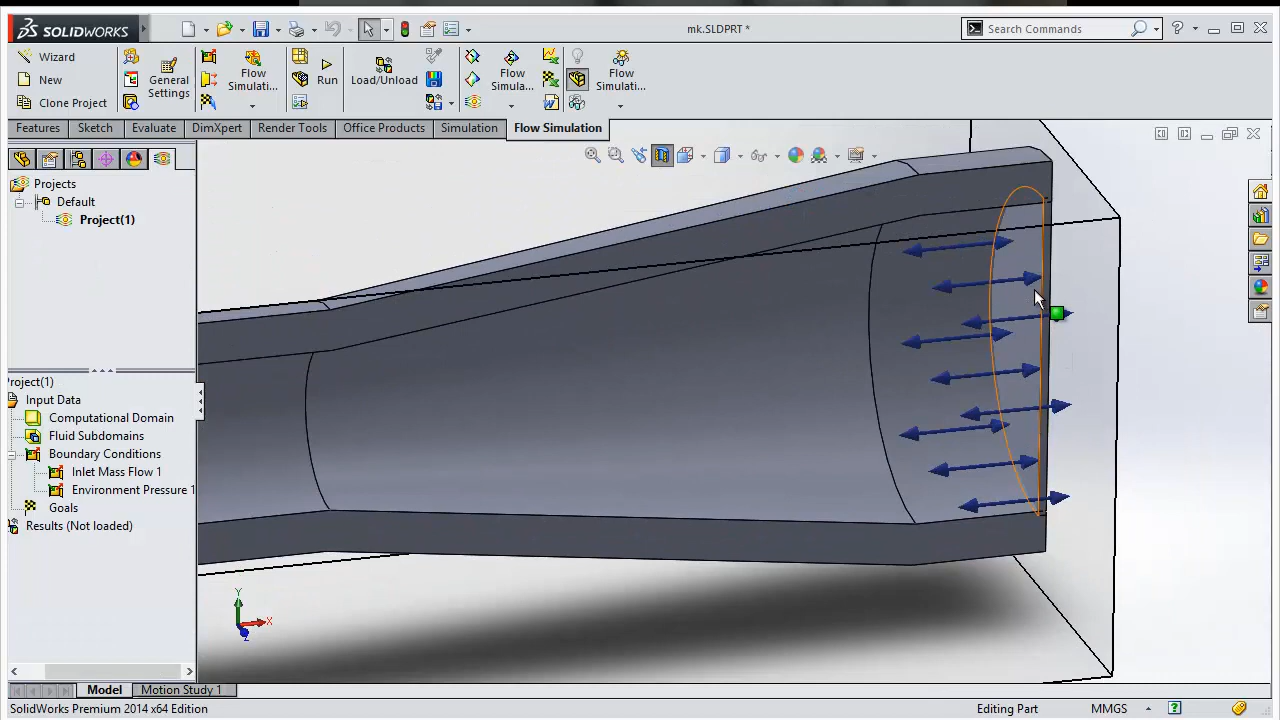 SOLIDWORKS
mk.SLDPRT *
Search Commands
Wizard
New
Clone Project
General
Settings
Flow
Simulati...
Run
Load/Unload
Flow
Simula...
Flow
Simulati...
Features
Sketch
Evaluate
DimXpert
Render Tools
Office Products
Simulation
Flow Simulation
Projects
Default
Project(1)
roject(1)
Input Data
Computational Domain
Fluid Subdomains
Boundary Conditions
Inlet Mass Flow 1
Environment Pressure 1
Goals
Results (Not loaded)
Y
X
Z
Model
Motion Study 1
SolidWorks Premium 2014 x64 Edition
Editing Part
MMGS